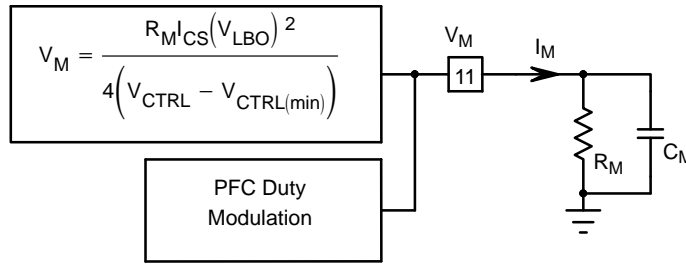 V_M = R_M I_CS (V_LBO)² / 4(V_CTRL − V_CTRL(min))
V_M
I_M
11
R_M
C_M
PFC Duty
Modulation